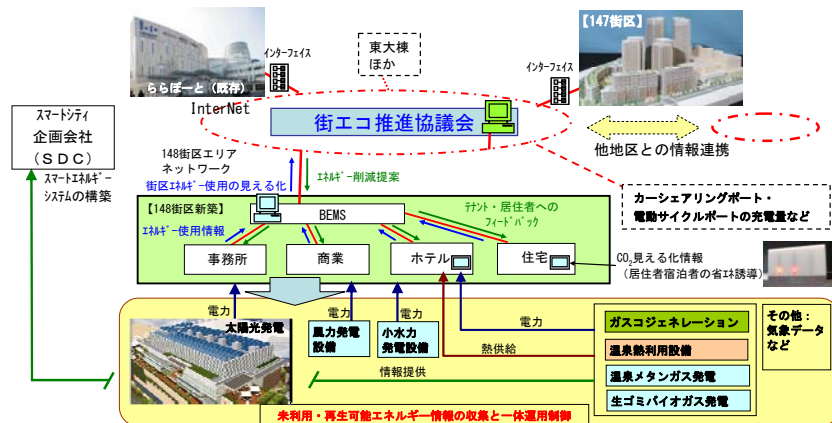 東大棟
ほか
【147街区】
インターフェイス
インターフェイス
ららぽーと（既存）
InterNet
街エコ推進協議会
スマートシティ
企画会社
（ＳＤＣ）
スマートエネルギー
システムの構築
148街区エリア
ネットワーク
街区エネルギー使用の見える化
エネルギー削減提案
他地区との情報連携
カーシェアリングポート・
電動サイクルポートの充電量など
【148街区新築】
BEMS
テナント・居住者への
フィードバック
エネルギー使用情報
事務所
商業
ホテル
住宅
CO₂見える化情報
（居住者宿泊者の省エネ誘導）
電力
電力
電力
電力
太陽光発電
風力発電
設備
小水力
発電設備
熱供給
情報提供
ガスコジェネレーション
温泉熱利用設備
温泉メタンガス発電
生ゴミバイオガス発電
その他：
気象データ
など
未利用・再生可能エネルギー情報の収集と一体運用制御